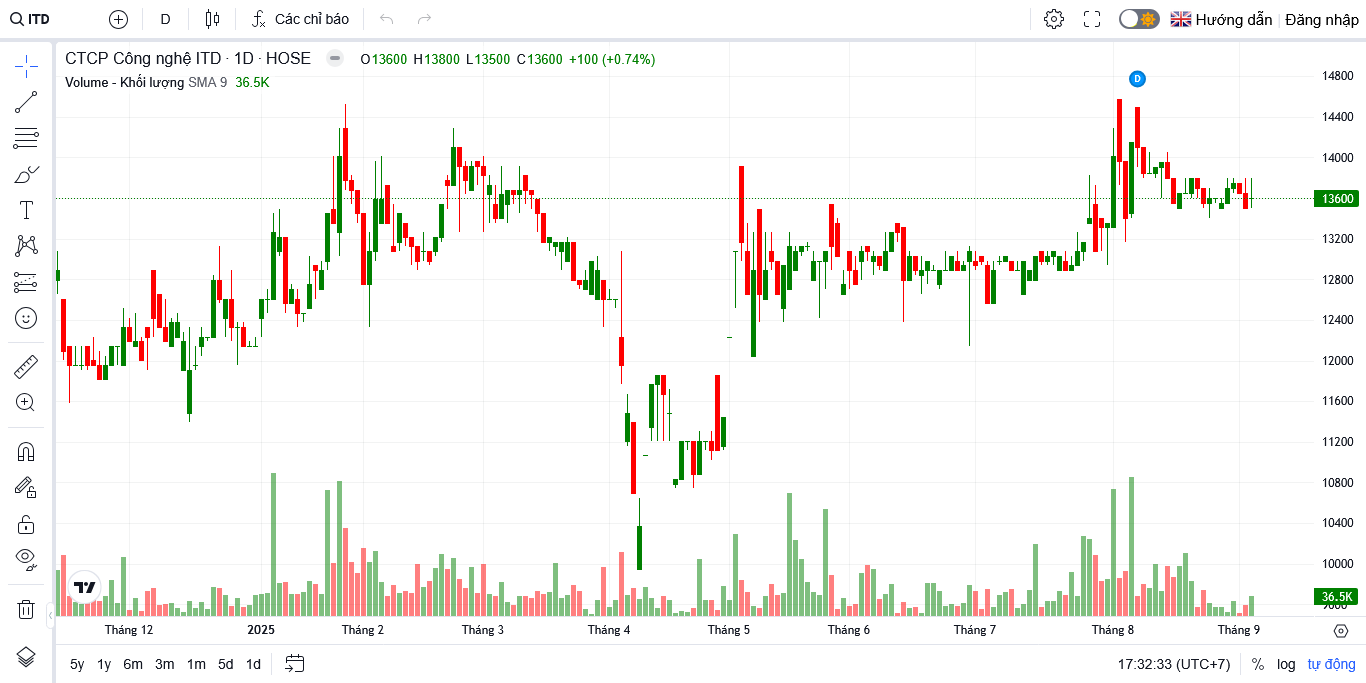 ITD D Các chỉ báo Hướng dẫn Đăng nhập
CTCP Công nghệ ITD · 1D · HOSE O13600 H13800 L13500 C13600 +100 (+0.74%)
Volume - Khối lượng SMA 9 36.5K
D
14800
14400
14000
13600
13200
12800
12400
12000
11600
11200
10800
10400
10000
36.5K
Tháng 12 2025 Tháng 2 Tháng 3 Tháng 4 Tháng 5 Tháng 6 Tháng 7 Tháng 8 Tháng 9
5y 1y 6m 3m 1m 5d 1d 17:32:33 (UTC+7) % log tự động